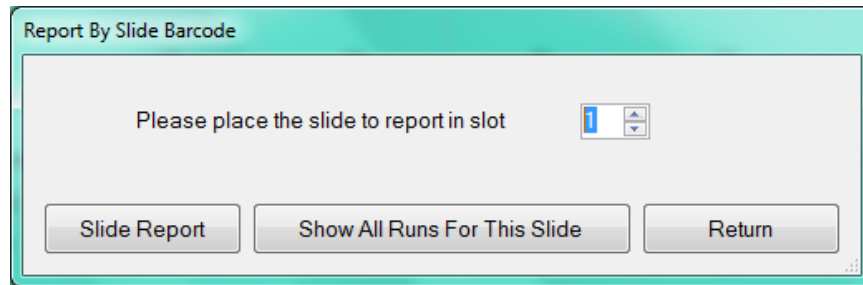 Report By Slide Barcode
Please place the slide to report in slot 1
Slide Report Show All Runs For This Slide Return